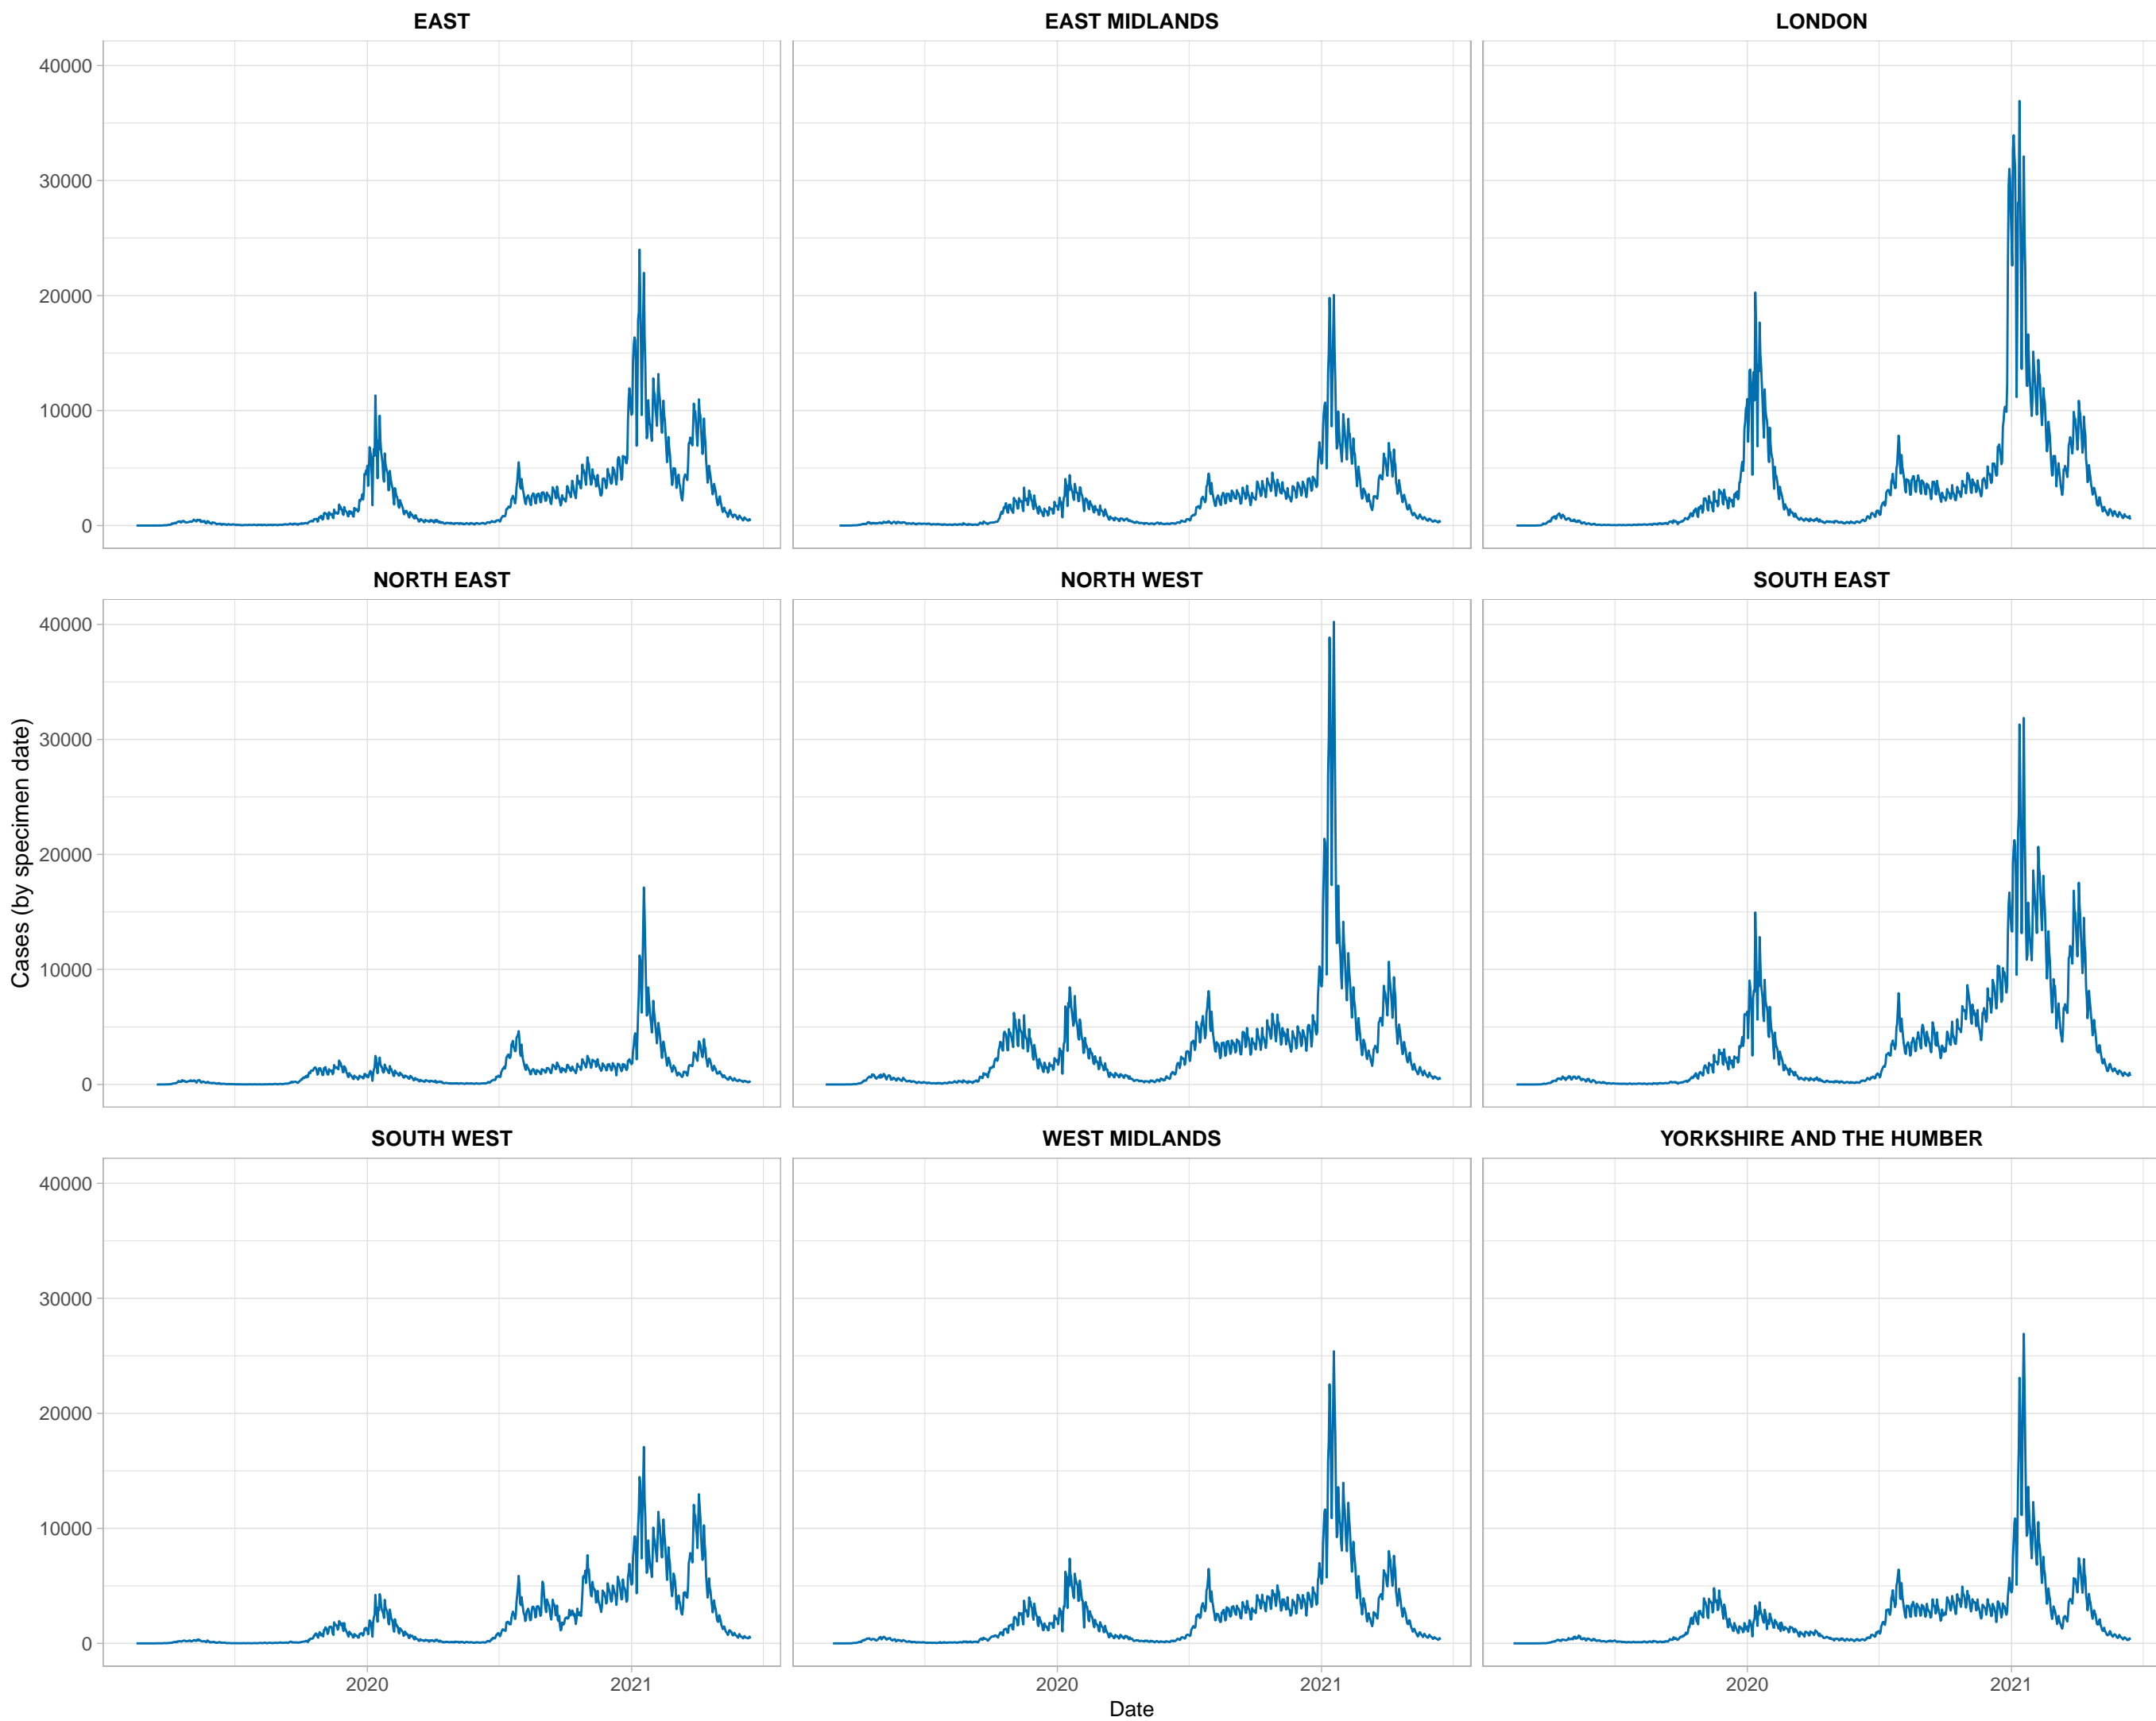 EAST EAST MIDLANDS LONDON
40000
30000
20000
10000
0
NORTH EAST NORTH WEST SOUTH EAST
40000
30000
20000
10000
0
Cases (by specimen date)
SOUTH WEST WEST MIDLANDS YORKSHIRE AND THE HUMBER
40000
30000
20000
10000
0
2020 2021 2020 2021 2020 2021
Date